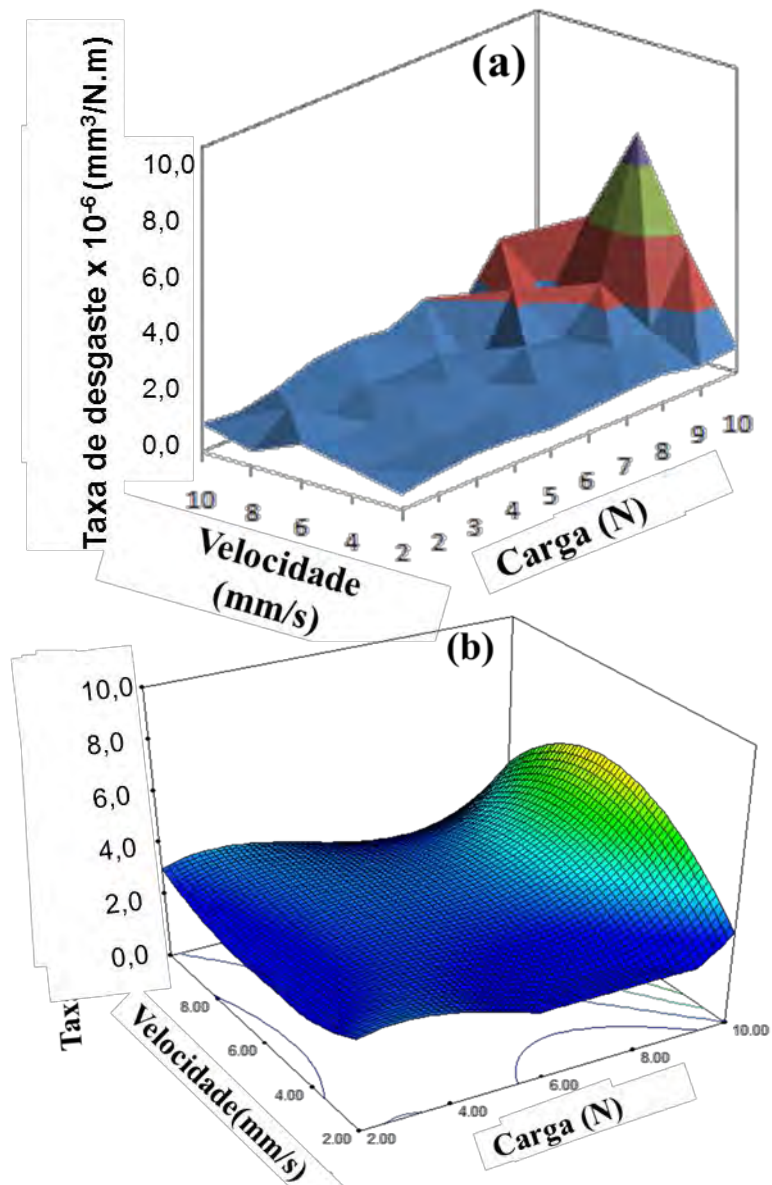 (a)
Taxa de desgaste x 10⁻⁶ (mm³/N.m)
10,0
8,0
6,0
4,0
2,0
0,0
10 8 6 4 2
Velocidade
(mm/s)
2 3 4 5 6 7 8 9 10
Carga (N)
(b)
10,0
8,0
6,0
4,0
2,0
0,0
Tax
8.00 6.00 4.00 2.00
Velocidade(mm/s)
2.00 4.00 6.00 8.00 10.00
Carga (N)